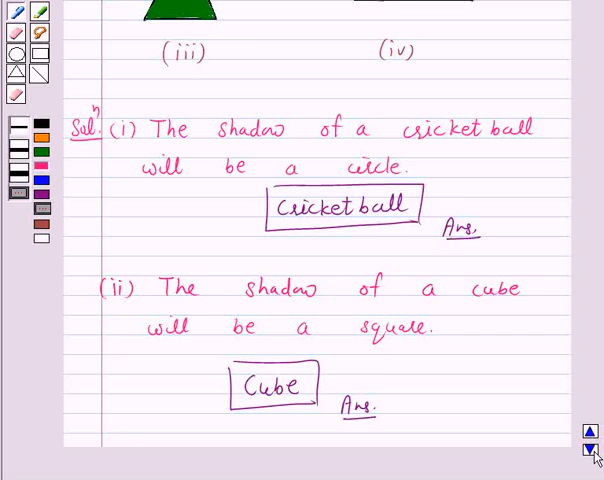 (iii) (iv)
Solⁿ. (i) The shadow of a cricket ball
will be a circle.
Cricket ball
Ans.
(ii) The shadow of a cube
will be a square.
Cube
Ans.